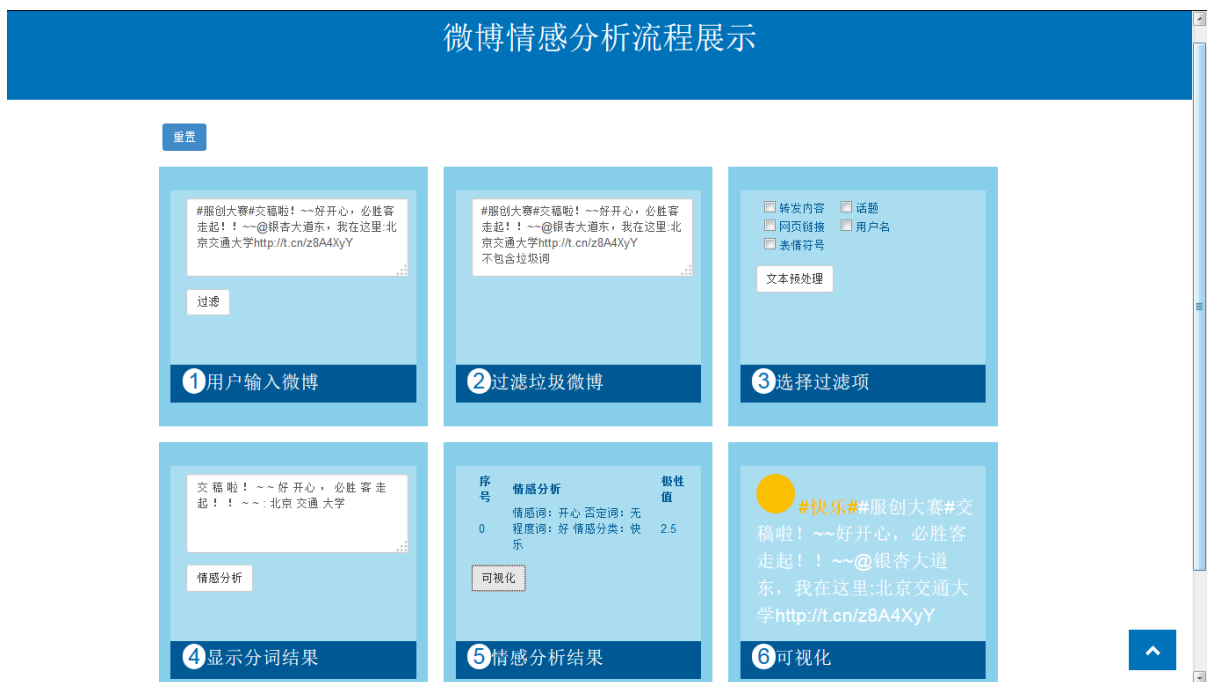 微博情感分析流程展示
重置
#服创大赛#交稿啦！~~好开心，必胜客
走起！！~~@银杏大道东，我在这里:北
京交通大学http://t.cn/z8A4XyY
过滤
1用户输入微博
#服创大赛#交稿啦！~~好开心，必胜客
走起！！~~@银杏大道东，我在这里:北
京交通大学http://t.cn/z8A4XyY
不包含垃圾词
2过滤垃圾微博
转发内容 话题
网页链接 用户名
表情符号
文本预处理
3选择过滤项
交 稿 啦！ ~ ~ 好 开心 ， 必胜 客 走
起！ ！ ~ ~ : 北京 交通 大学
情感分析
4显示分词结果
序号 情感分析 极性值
0 情感词：开心 否定词：无 2.5
程度词：好 情感分类：快
乐
可视化
5情感分析结果
#快乐##服创大赛#交
稿啦！~~好开心，必胜客
走起！！~~@银杏大道
东，我在这里:北京交通大
学http://t.cn/z8A4XyY
6可视化